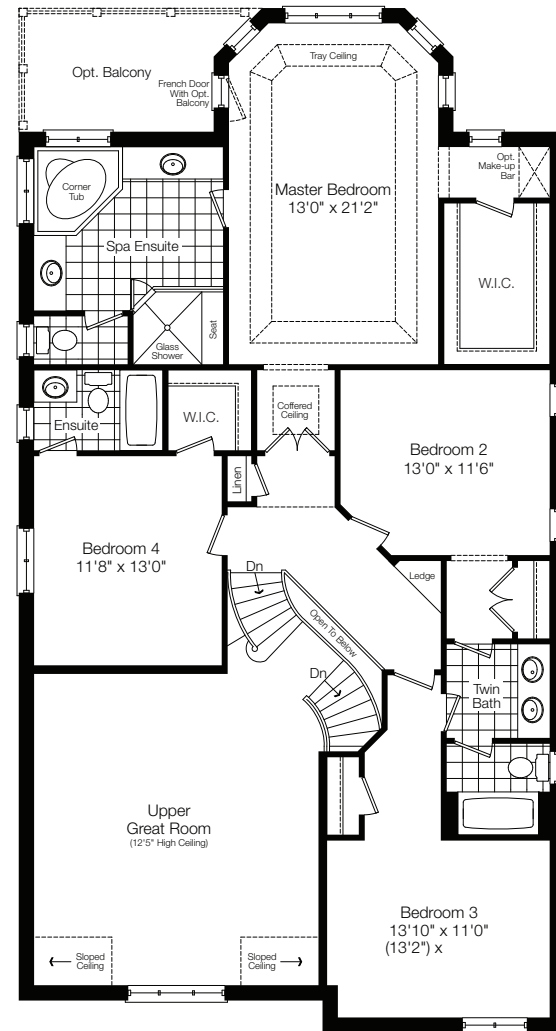 Opt. Balcony
French Door
With Opt.
Balcony
Tray Ceiling
Master Bedroom
13'0" x 21'2"
Opt.
Make-up
Bar
W.I.C.
Corner
Tub
Spa Ensuite
Glass
Shower
Seat
Ensuite
W.I.C.
Coffered
Ceiling
Linen
Bedroom 2
13'0" x 11'6"
Bedroom 4
11'8" x 13'0"
Dn
Ledge
Open To Below
Dn
Twin
Bath
Upper
Great Room
(12'5" High Ceiling)
Sloped
Ceiling
Sloped
Ceiling
Bedroom 3
13'10" x 11'0"
(13'2") x